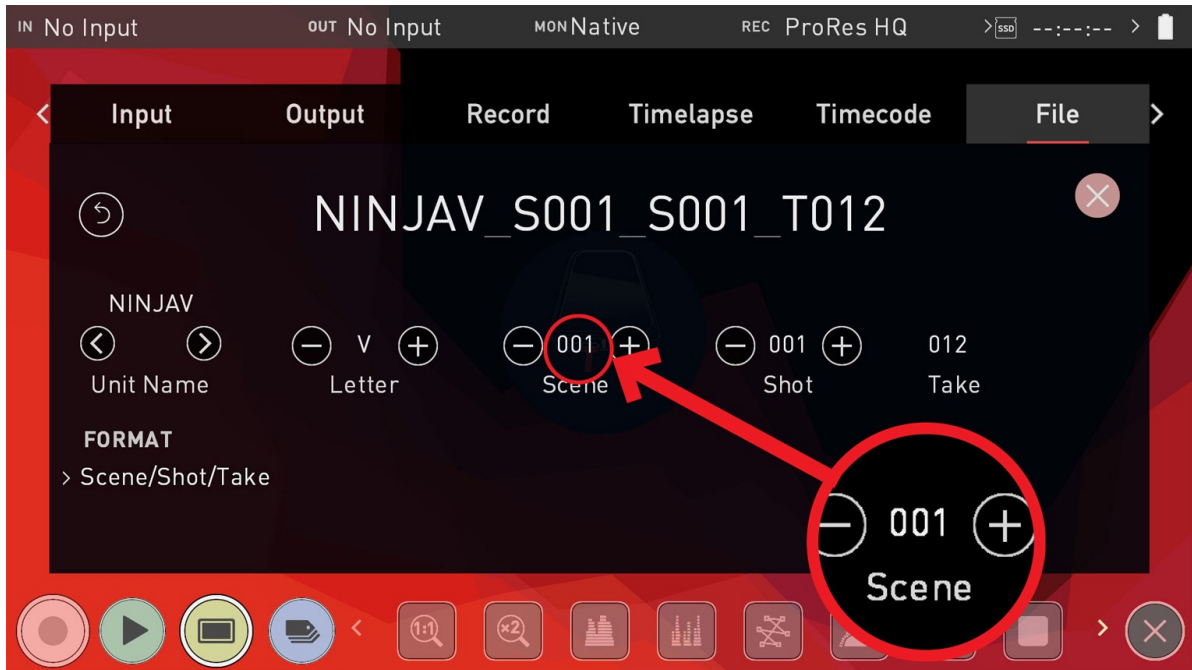 IN No Input OUT No Input MON Native REC ProRes HQ > SSD --:--:-- >
< Input Output Record Timelapse Timecode File >
NINJAV_S001_S001_T012
NINJAV
< > − V + − 001 + − 001 + 012
Unit Name Letter Scene Shot Take
FORMAT
> Scene/Shot/Take
− 001 +
Scene
< 1:1 ×2 >